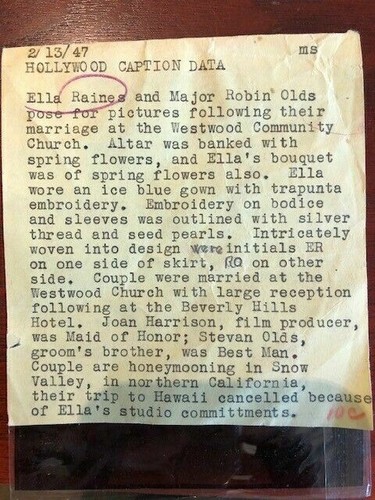 2/13/47 ms
HOLLYWOOD CAPTION DATA
Ella Raines and Major Robin Olds
pose for pictures following their
marriage at the Westwood Community
Church. Altar was banked with
spring flowers, and Ella's bouquet
was of spring flowers also. Ella
wore an ice blue gown with trapunta
embroidery. Embroidery on bodice
and sleeves was outlined with silver
thread and seed pearls. Intricately
woven into design were initials ER
on one side of skirt, RO on other
side. Couple were married at the
Westwood Church with large reception
following at the Beverly Hills
Hotel. Joan Harrison, film producer,
was Maid of Honor; Stevan Olds,
groom's brother, was Best Man.
Couple are honeymooning in Snow
Valley, in northern California,
their trip to Hawaii cancelled because
of Ella's studio committments. 10C